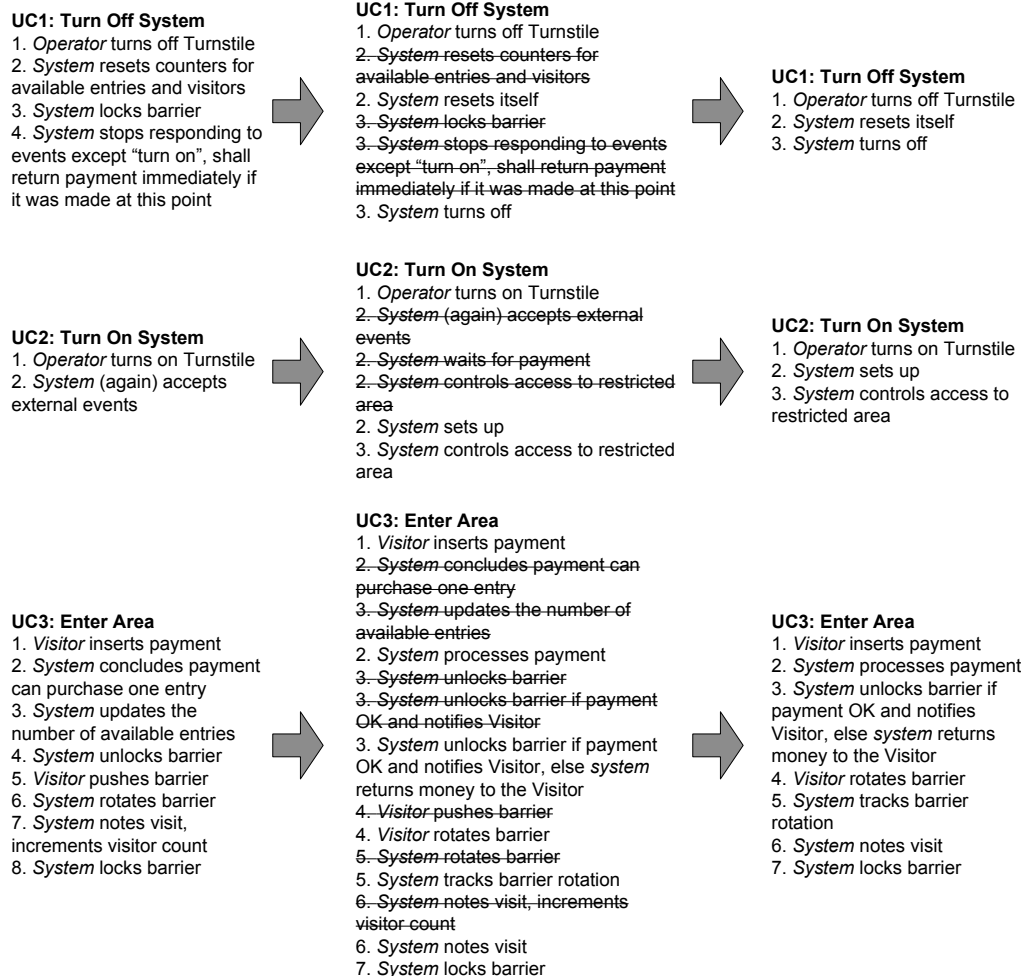 UC1: Turn Off System
1. Operator turns off Turnstile
2. System resets counters for
available entries and visitors
3. System locks barrier
4. System stops responding to
events except “turn on”, shall
return payment immediately if
it was made at this point
UC1: Turn Off System
1. Operator turns off Turnstile
2. System resets counters for
available entries and visitors
2. System resets itself
3. System locks barrier
3. System stops responding to events
except “turn on”, shall return payment
immediately if it was made at this point
3. System turns off
UC1: Turn Off System
1. Operator turns off Turnstile
2. System resets itself
3. System turns off
UC2: Turn On System
1. Operator turns on Turnstile
2. System (again) accepts
external events
UC2: Turn On System
1. Operator turns on Turnstile
2. System (again) accepts external
events
2. System waits for payment
2. System controls access to restricted
area
2. System sets up
3. System controls access to restricted
area
UC2: Turn On System
1. Operator turns on Turnstile
2. System sets up
3. System controls access to
restricted area
UC3: Enter Area
1. Visitor inserts payment
2. System concludes payment
can purchase one entry
3. System updates the
number of available entries
4. System unlocks barrier
5. Visitor pushes barrier
6. System rotates barrier
7. System notes visit,
increments visitor count
8. System locks barrier
UC3: Enter Area
1. Visitor inserts payment
2. System concludes payment can
purchase one entry
3. System updates the number of
available entries
2. System processes payment
3. System unlocks barrier
3. System unlocks barrier if payment
OK and notifies Visitor
3. System unlocks barrier if payment
OK and notifies Visitor, else system
returns money to the Visitor
4. Visitor pushes barrier
4. Visitor rotates barrier
5. System rotates barrier
5. System tracks barrier rotation
6. System notes visit, increments
visitor count
6. System notes visit
7. System locks barrier
UC3: Enter Area
1. Visitor inserts payment
2. System processes payment
3. System unlocks barrier if
payment OK and notifies
Visitor, else system returns
money to the Visitor
4. Visitor rotates barrier
5. System tracks barrier
rotation
6. System notes visit
7. System locks barrier